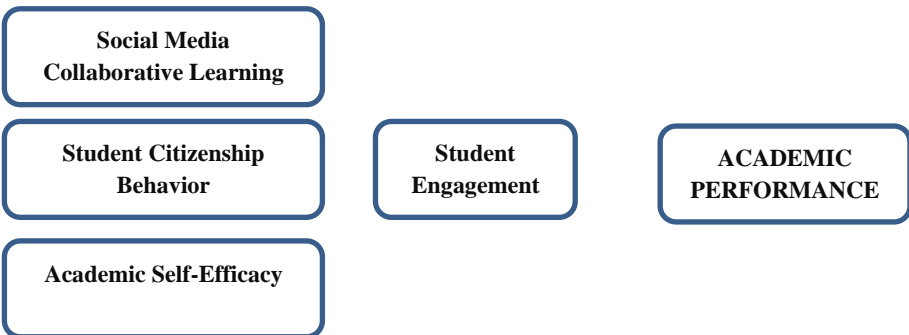 Social Media
Collaborative Learning
Student Citizenship
Behavior
Student
Engagement
ACADEMIC
PERFORMANCE
Academic Self-Efficacy